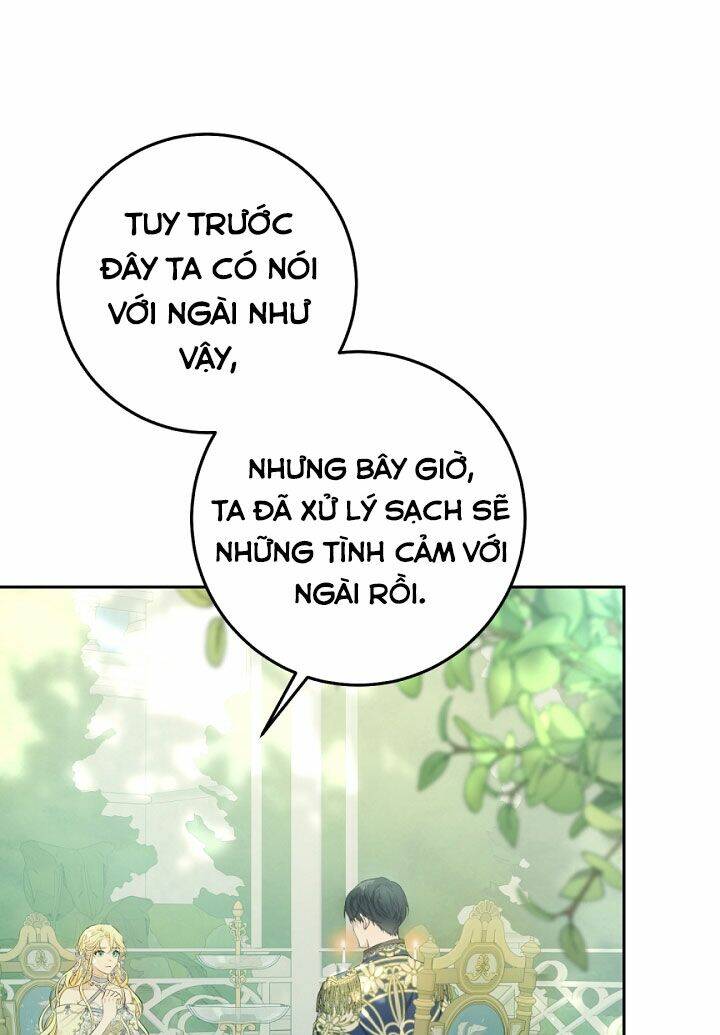 TUY TRƯỚC
ĐÂY TA CÓ NÓI
VỚI NGÀI NHƯ
VẬY,
NHƯNG BÂY GIỜ,
TA ĐÃ XỬ LÝ SẠCH SẼ
NHỮNG TÌNH CẢM VỚI
NGÀI RỒI.